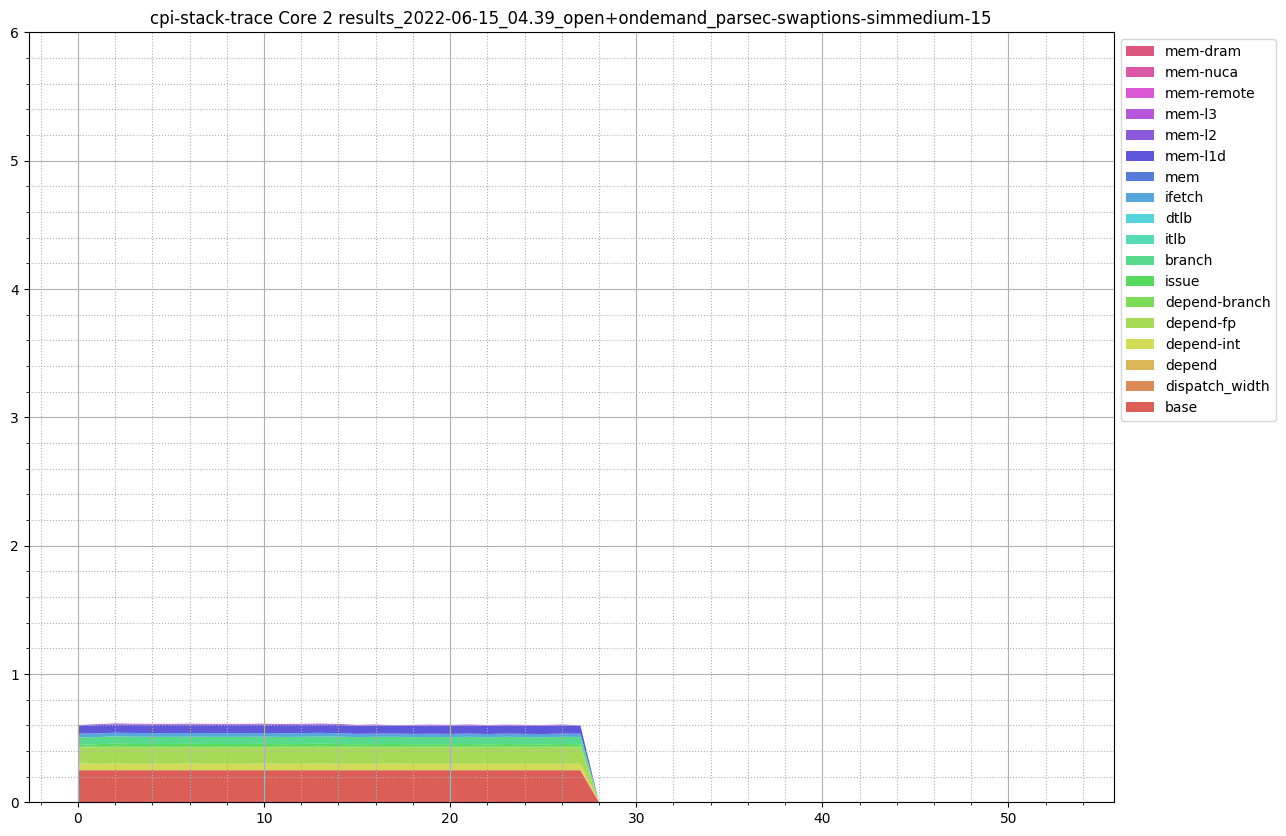 cpi-stack-trace Core 2 results_2022-06-15_04.39_open+ondemand_parsec-swaptions-simmedium-15
6
5
4
3
2
1
0
0 10 20 30 40 50
mem-dram
mem-nuca
mem-remote
mem-l3
mem-l2
mem-l1d
mem
ifetch
dtlb
itlb
branch
issue
depend-branch
depend-fp
depend-int
depend
dispatch_width
base